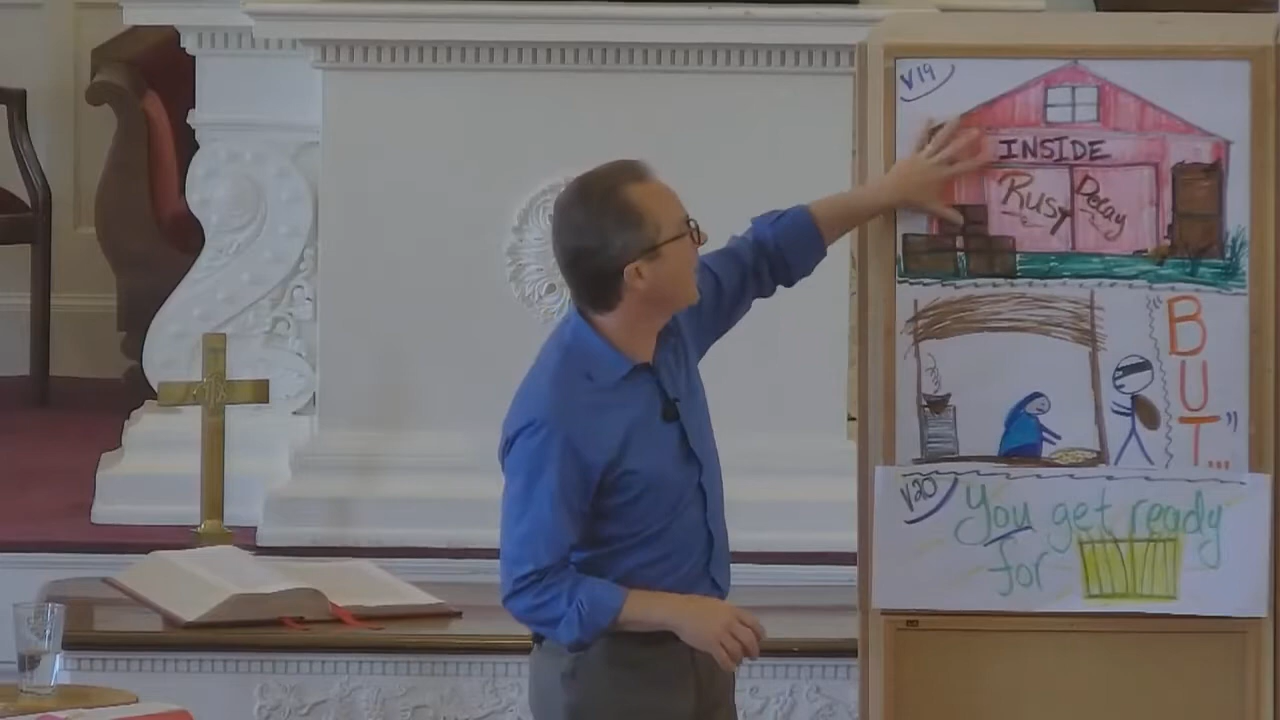 V19
INSIDE
Rust Decay
"BUT..."
V20
You get ready
for